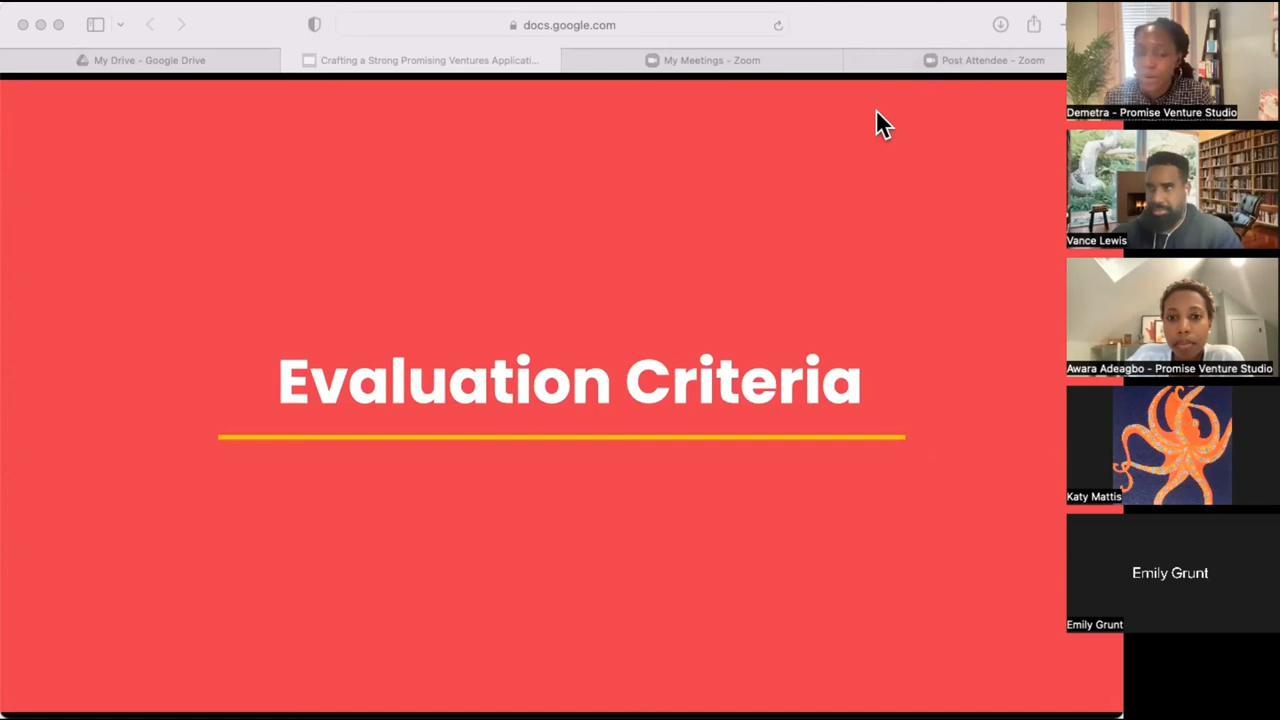 docs.google.com
My Drive - Google Drive
Crafting a Strong Promising Ventures Applicati...
My Meetings - Zoom
Post Attendee - Zoom
Evaluation Criteria
Demetra - Promise Venture Studio
Vance Lewis
Awara Adeagbo - Promise Venture Studio
Katy Mattis
Emily Grunt
Emily Grunt